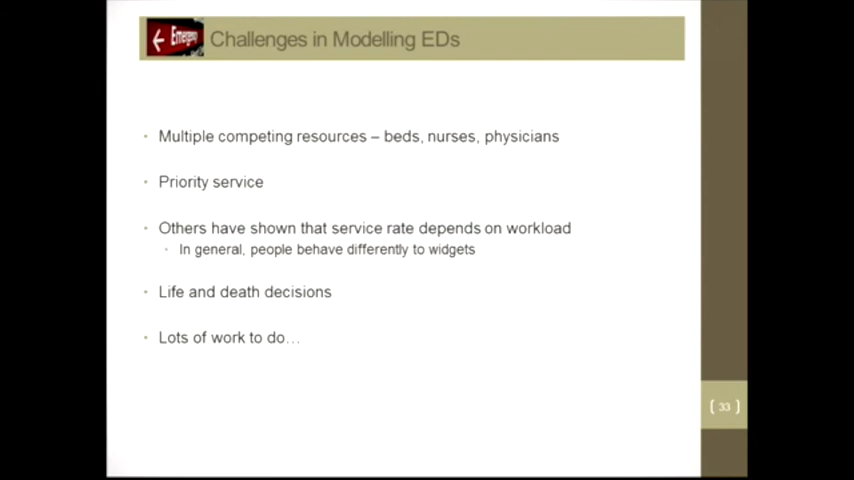 Emergency
Challenges in Modelling EDs
• Multiple competing resources – beds, nurses, physicians
• Priority service
• Others have shown that service rate depends on workload
• In general, people behave differently to widgets
• Life and death decisions
• Lots of work to do…
[ 33 ]